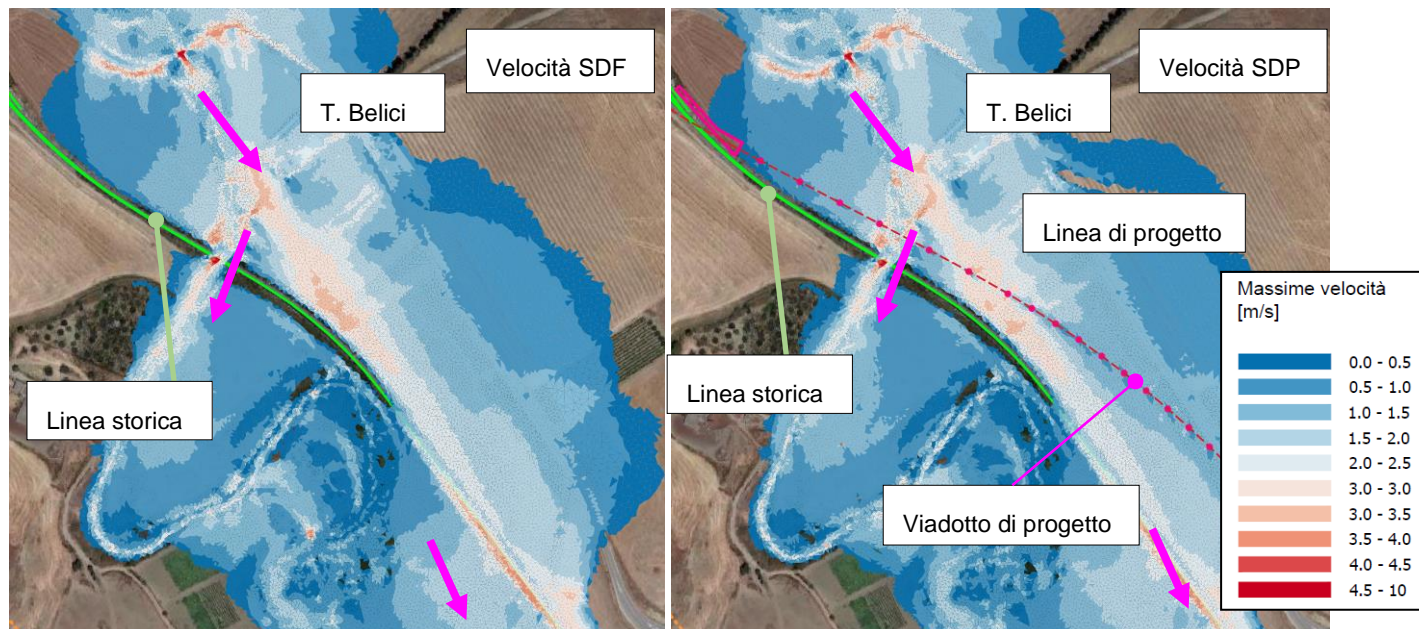 Velocità SDF
T. Belici
Linea storica
Velocità SDP
T. Belici
Linea di progetto
Linea storica
Viadotto di progetto
Massime velocità
[m/s]
0.0 - 0.5
0.5 - 1.0
1.0 - 1.5
1.5 - 2.0
2.0 - 2.5
3.0 - 3.0
3.0 - 3.5
3.5 - 4.0
4.0 - 4.5
4.5 - 10